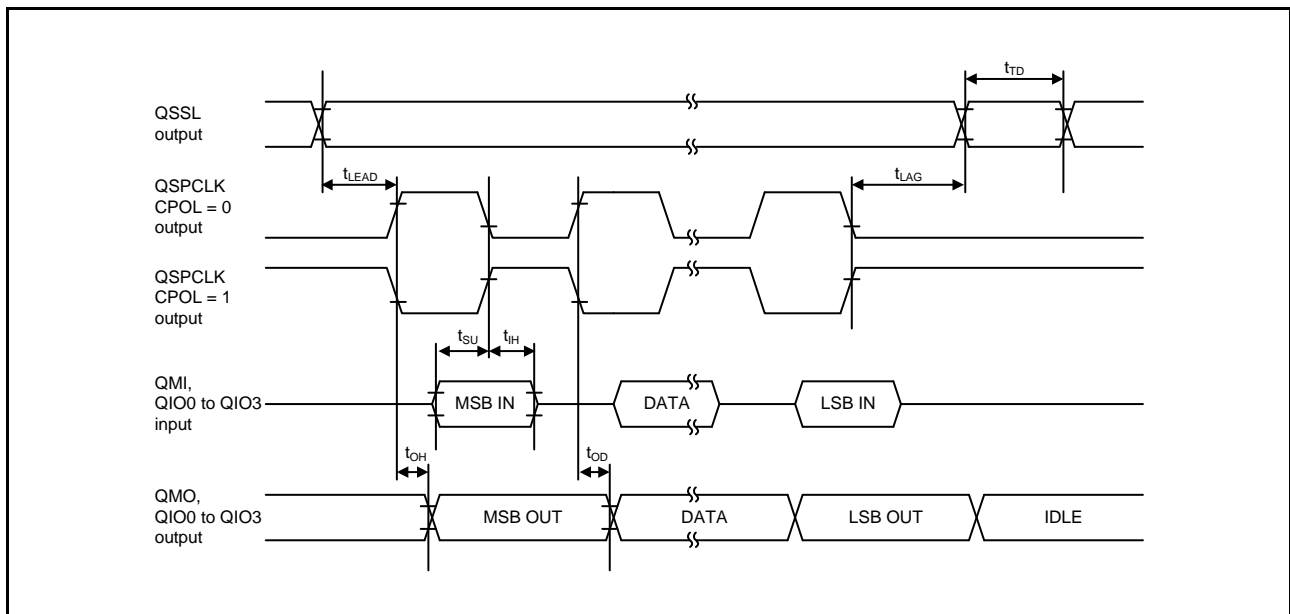 tTD
QSSL
output
tLEAD
tLAG
QSPCLK
CPOL = 0
output
QSPCLK
CPOL = 1
output
tSU
tIH
QMI,
QIO0 to QIO3
input
MSB IN
DATA
LSB IN
tOH
tOD
QMO,
QIO0 to QIO3
output
MSB OUT
DATA
LSB OUT
IDLE